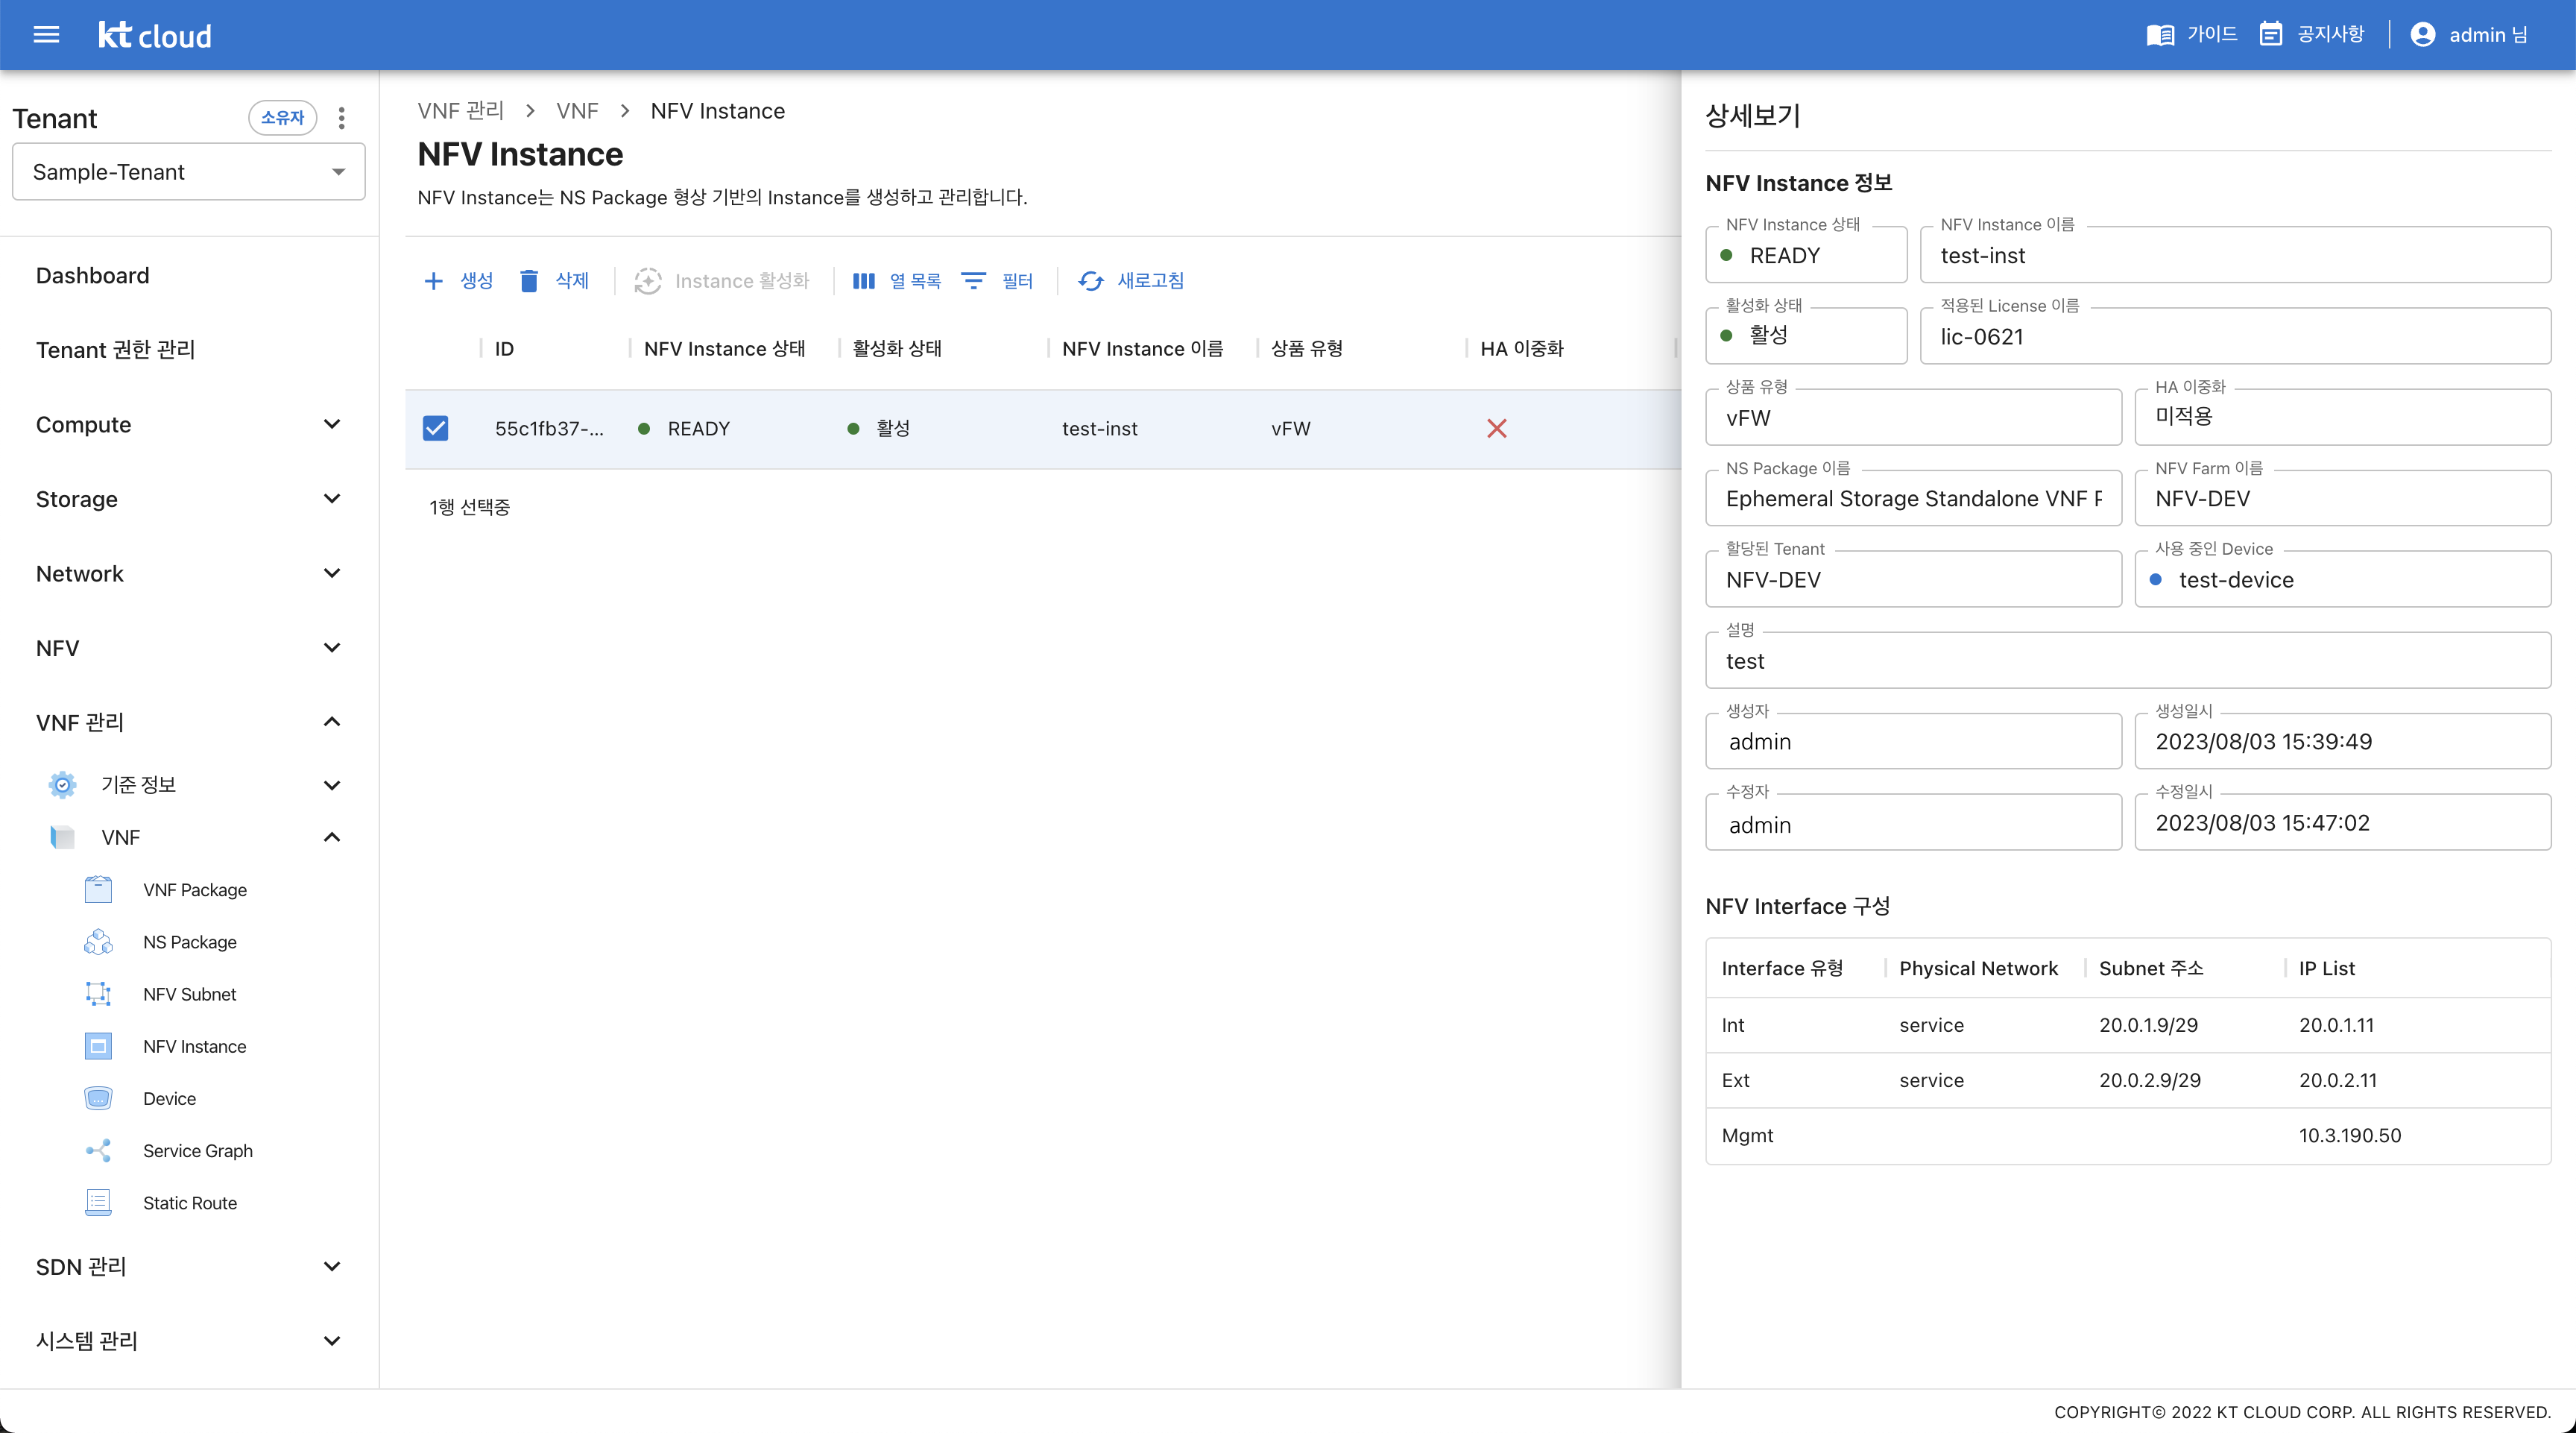 kt cloud
가이드
공지사항
admin 님
Tenant
소유자
Sample-Tenant
Dashboard
Tenant 권한 관리
Compute
Storage
Network
NFV
VNF 관리
기준 정보
VNF
VNF Package
NS Package
NFV Subnet
NFV Instance
Device
Service Graph
Static Route
SDN 관리
시스템 관리
VNF 관리 > VNF > NFV Instance
NFV Instance
NFV Instance는 NS Package 형상 기반의 Instance를 생성하고 관리합니다.
생성 삭제 Instance 활성화 열 목록 필터 새로고침
ID NFV Instance 상태 활성화 상태 NFV Instance 이름 상품 유형 HA 이중화
55c1fb37-... READY 활성 test-inst vFW
1행 선택중
상세보기
NFV Instance 정보
NFV Instance 상태
READY
NFV Instance 이름
test-inst
활성화 상태
활성
적용된 License 이름
lic-0621
상품 유형
vFW
HA 이중화
미적용
NS Package 이름
Ephemeral Storage Standalone VNF
NFV Farm 이름
NFV-DEV
할당된 Tenant
NFV-DEV
사용 중인 Device
test-device
설명
test
생성자
admin
생성일시
2023/08/03 15:39:49
수정자
admin
수정일시
2023/08/03 15:47:02
NFV Interface 구성
Interface 유형 Physical Network Subnet 주소 IP List
Int service 20.0.1.9/29 20.0.1.11
Ext service 20.0.2.9/29 20.0.2.11
Mgmt 10.3.190.50
COPYRIGHT© 2022 KT CLOUD CORP. ALL RIGHTS RESERVED.